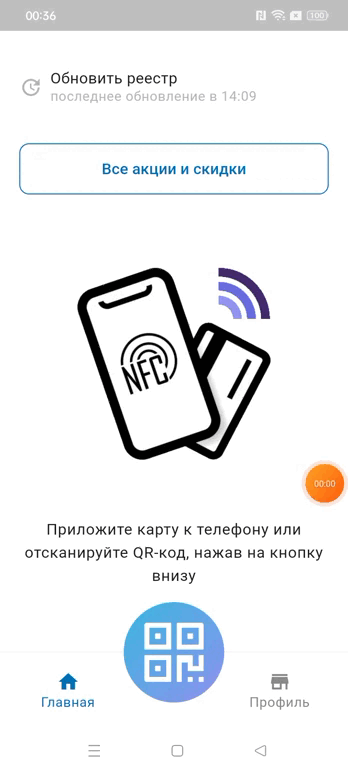 00:36
100
Обновить реестр
последнее обновление в 14:09
Все акции и скидки
NFC
00:00
Приложите карту к телефону или
отсканируйте QR-код, нажав на кнопку
внизу
Главная
Профиль